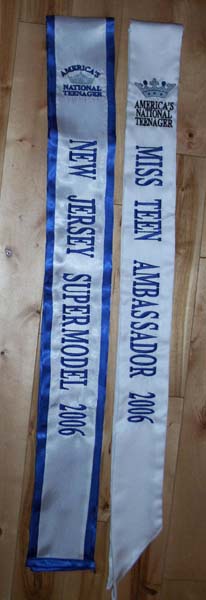 AMERICA'S
NATIONAL
TEENAGER
NEW JERSEY SUPERMODEL 2006
AMERICA'S
NATIONAL
TEENAGER
MISS TEEN AMBASSADOR 2006